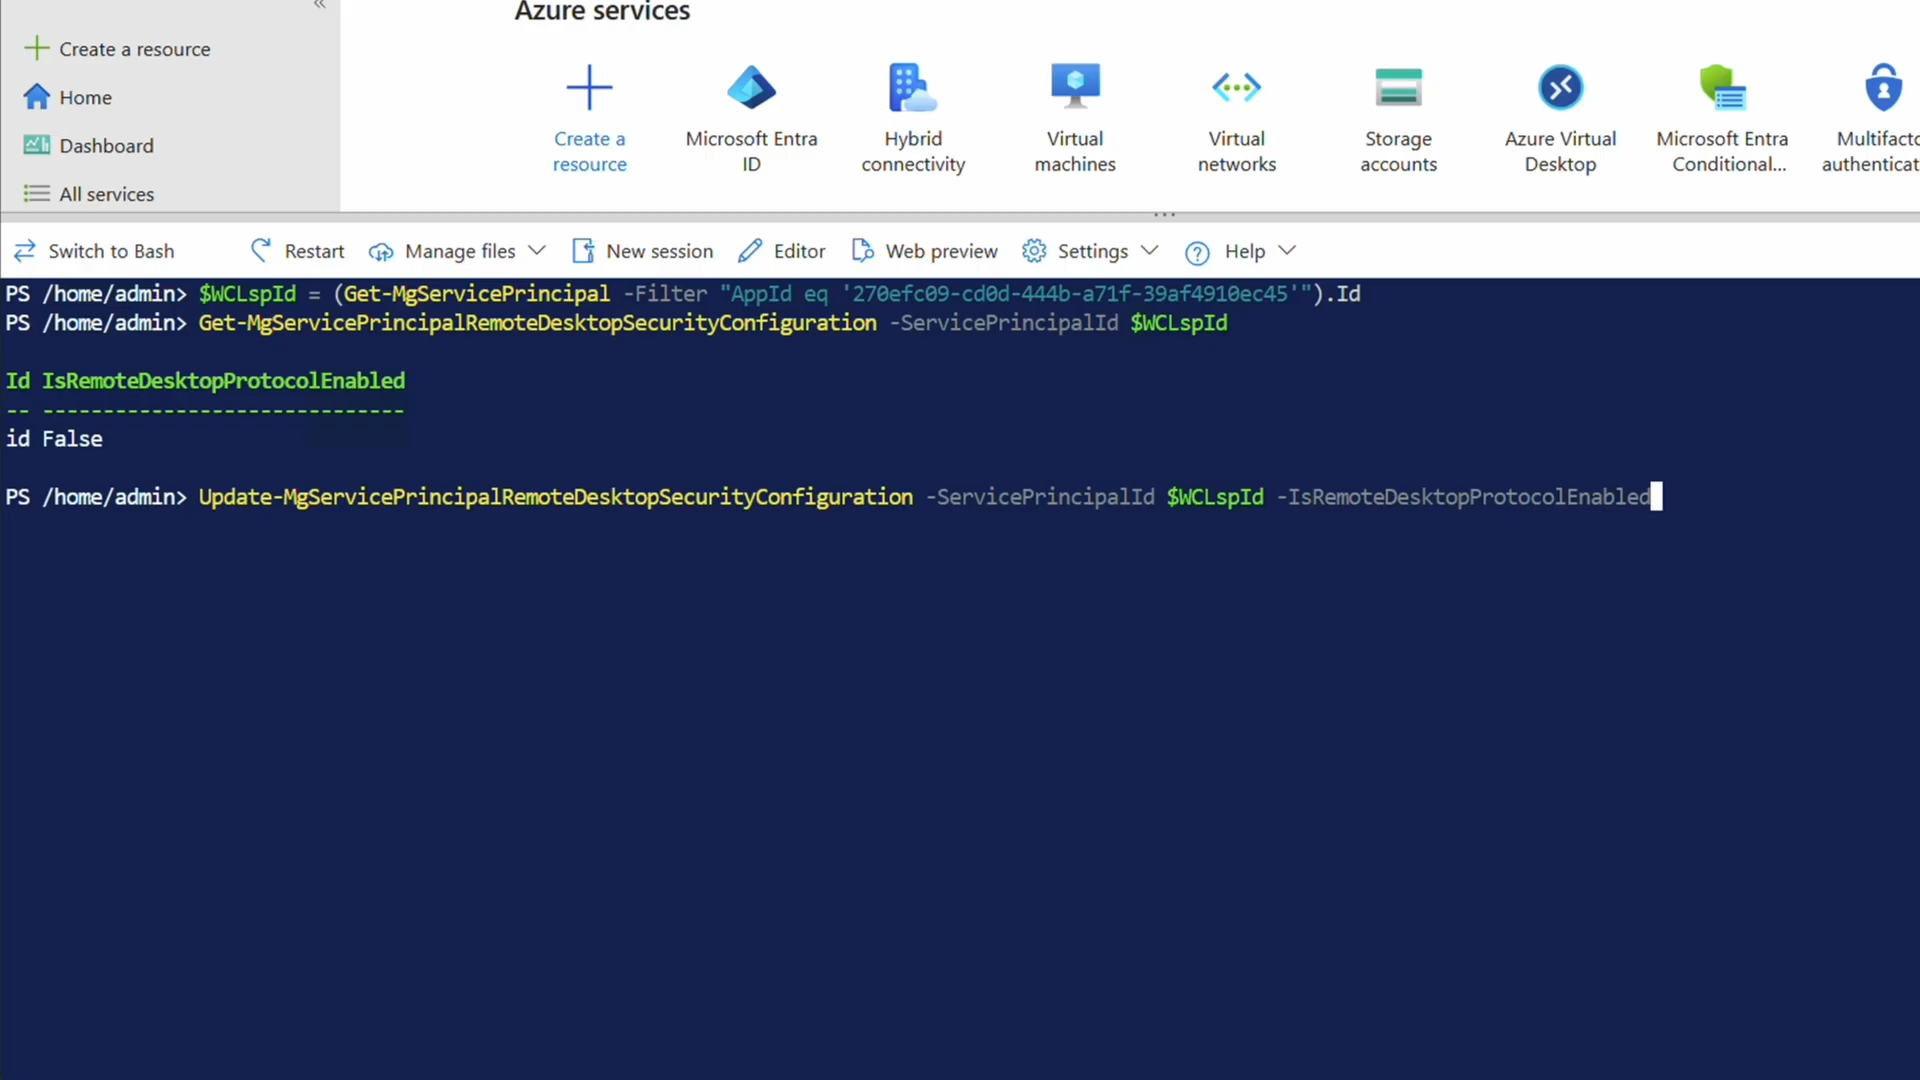 Azure services
Create a resource
Home
Dashboard
All services
Create a
resource
Microsoft Entra
ID
Hybrid
connectivity
Virtual
machines
Virtual
networks
Storage
accounts
Azure Virtual
Desktop
Microsoft Entra
Conditional...
Multifacto
authenticat
Switch to Bash Restart Manage files New session Editor Web preview Settings Help
PS /home/admin> $WCLspId = (Get-MgServicePrincipal -Filter "AppId eq '270efc09-cd0d-444b-a71f-39af4910ec45'").Id
PS /home/admin> Get-MgServicePrincipalRemoteDesktopSecurityConfiguration -ServicePrincipalId $WCLspId
Id IsRemoteDesktopProtocolEnabled
-- ------------------------------
id False
PS /home/admin> Update-MgServicePrincipalRemoteDesktopSecurityConfiguration -ServicePrincipalId $WCLspId -IsRemoteDesktopProtocolEnabled